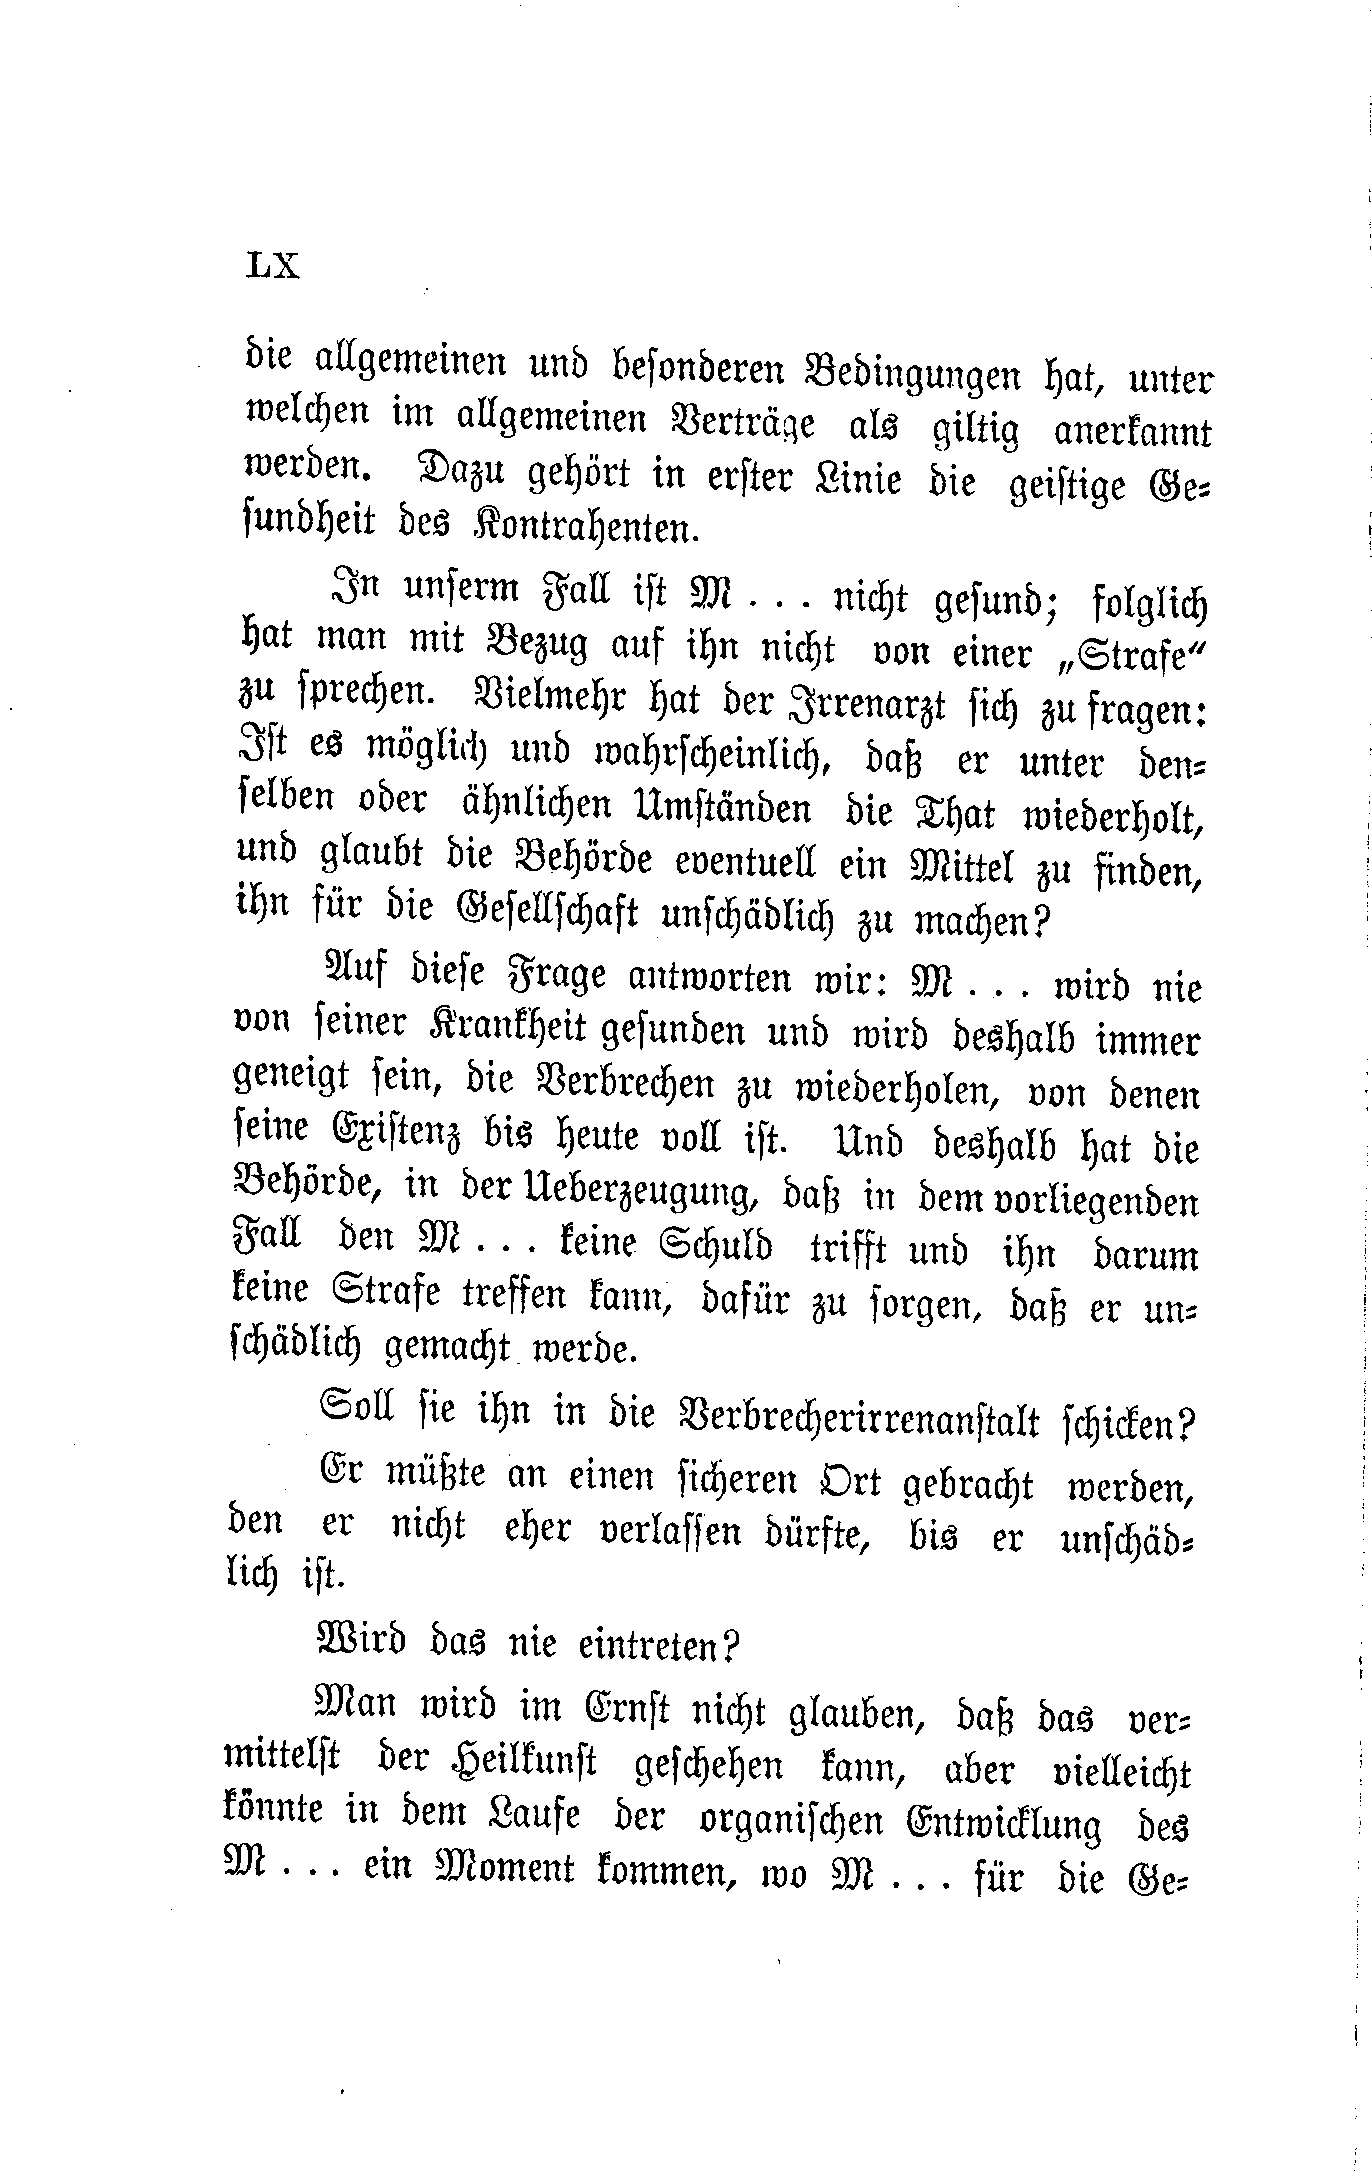 LX
die allgemeinen und besonderen Bedingungen hat, unter
welchen im allgemeinen Verträge als giltig anerkannt
werden. Dazu gehört in erster Linie die geistige Ge-
sundheit des Kontrahenten.
In unserm Fall ist M . . . nicht gesund; folglich
hat man mit Bezug auf ihn nicht von einer „Strafe“
zu sprechen. Vielmehr hat der Irrenarzt sich zu fragen:
Ist es möglich und wahrscheinlich, daß er unter den-
selben oder ähnlichen Umständen die That wiederholt,
und glaubt die Behörde eventuell ein Mittel zu finden,
ihn für die Gesellschaft unschädlich zu machen?
Auf diese Frage antworten wir: M . . . wird nie
von seiner Krankheit gesunden und wird deshalb immer
geneigt sein, die Verbrechen zu wiederholen, von denen
seine Existenz bis heute voll ist. Und deshalb hat die
Behörde, in der Ueberzeugung, daß in dem vorliegenden
Fall den M . . . keine Schuld trifft und ihn darum
keine Strafe treffen kann, dafür zu sorgen, daß er un-
schädlich gemacht werde.
Soll sie ihn in die Verbrecherirrenanstalt schicken?
Er müßte an einen sicheren Ort gebracht werden,
den er nicht eher verlassen dürfte, bis er unschäd-
lich ist.
Wird das nie eintreten?
Man wird im Ernst nicht glauben, daß das ver-
mittelst der Heilkunst geschehen kann, aber vielleicht
könnte in dem Laufe der organischen Entwicklung des
M . . . ein Moment kommen, wo M . . . für die Ge-